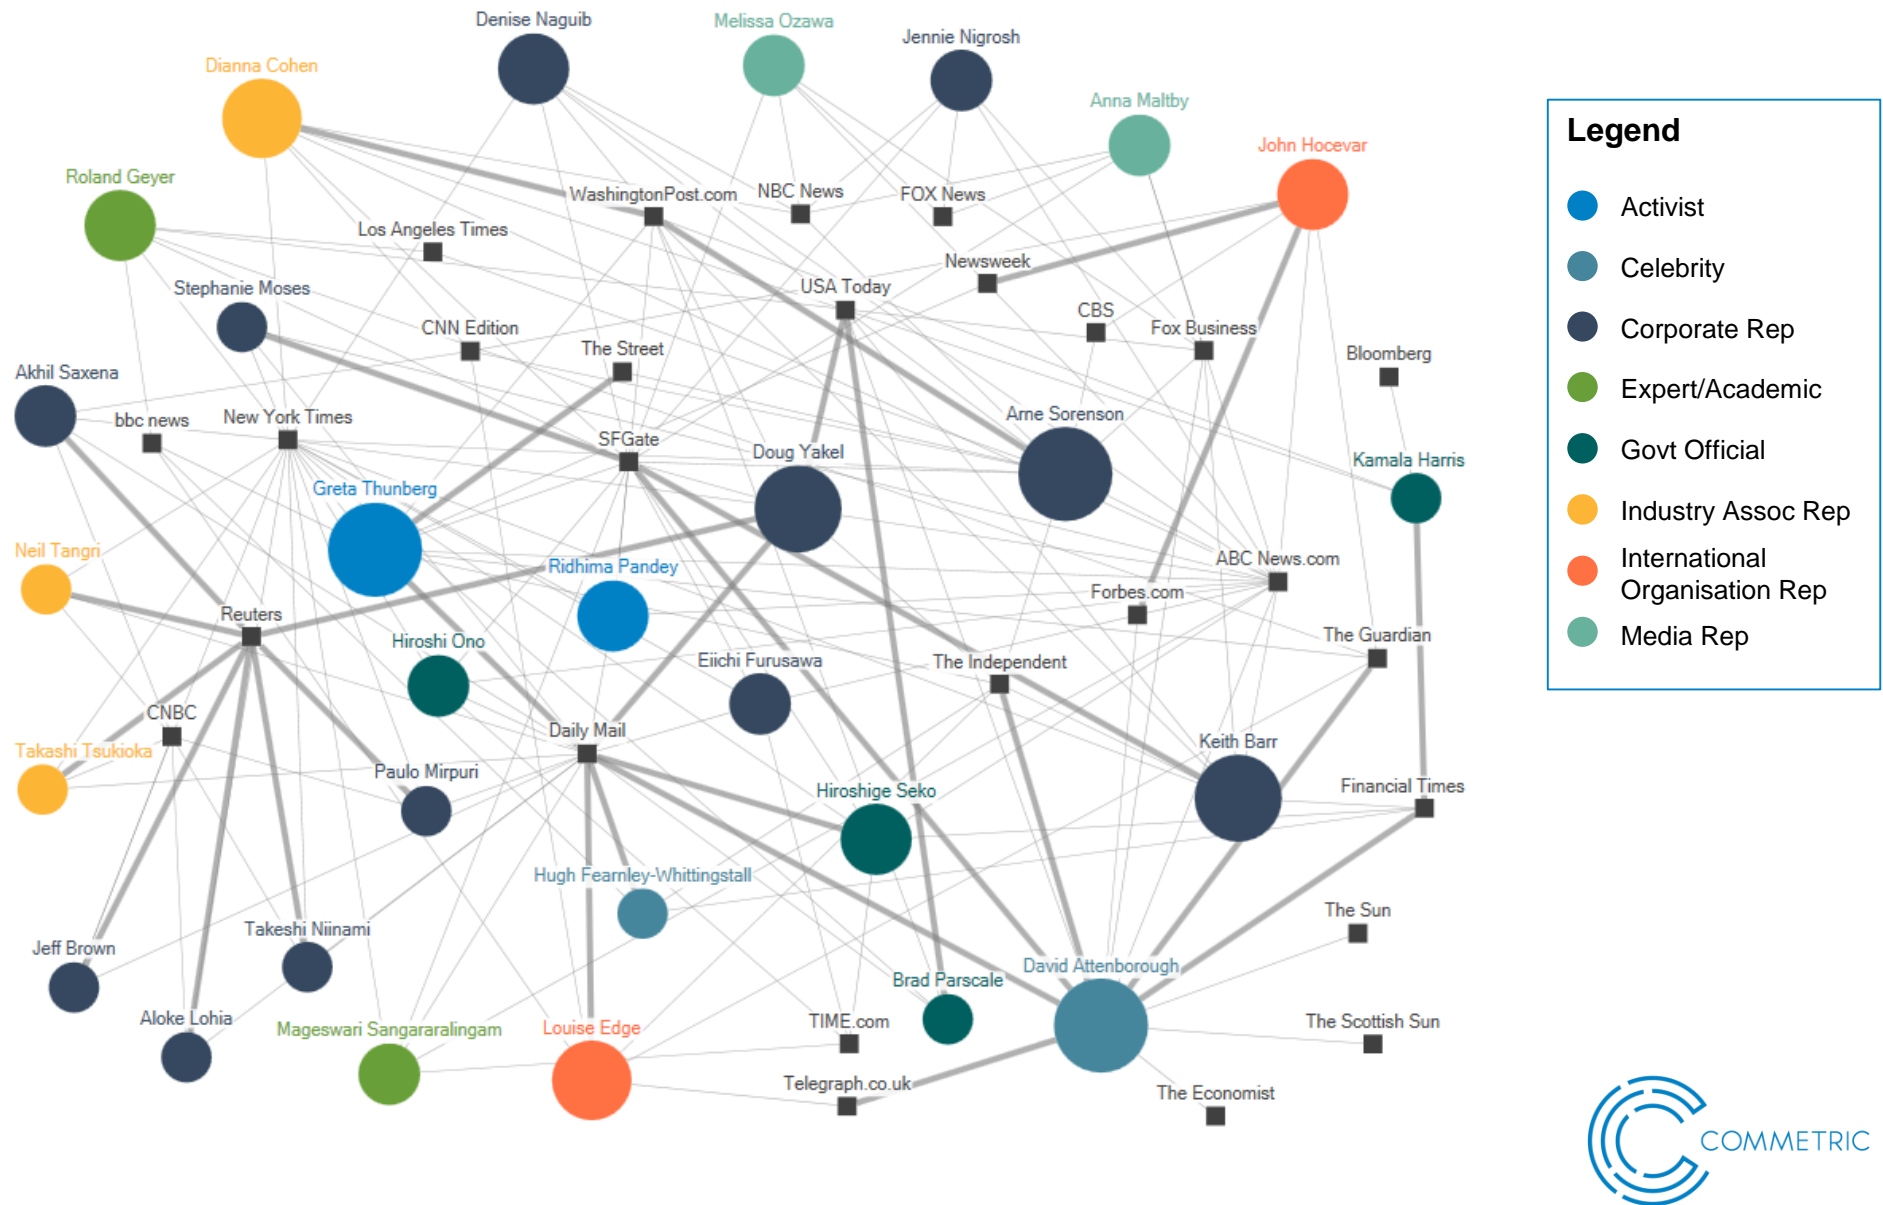 Denise Naguib
Melissa Ozawa
Jennie Nigrosh
Dianna Cohen
Anna Maltby
John Hocevar
Roland Geyer
WashingtonPost.com
NBC News
FOX News
Los Angeles Times
Newsweek
Stephanie Moses
USA Today
CBS
CNN Edition
Fox Business
The Street
Bloomberg
Akhil Saxena
bbc news
New York Times
Arne Sorenson
SFGate
Doug Yakel
Kamala Harris
Greta Thunberg
Neil Tangri
Ridhima Pandey
ABC News.com
Forbes.com
Reuters
The Guardian
Hiroshi Ono
Eiichi Furusawa
The Independent
CNBC
Daily Mail
Keith Barr
Takashi Tsukioka
Paulo Mirpuri
Hiroshige Seko
Financial Times
Hugh Fearnley-Whittingstall
The Sun
Takeshi Niinami
Jeff Brown
David Attenborough
Brad Parscale
Aloke Lohia
Mageswari Sangararalingam
Louise Edge
TIME.com
The Scottish Sun
Telegraph.co.uk
The Economist
Legend
Activist
Celebrity
Corporate Rep
Expert/Academic
Govt Official
Industry Assoc Rep
International
Organisation Rep
Media Rep
COMMETRIC